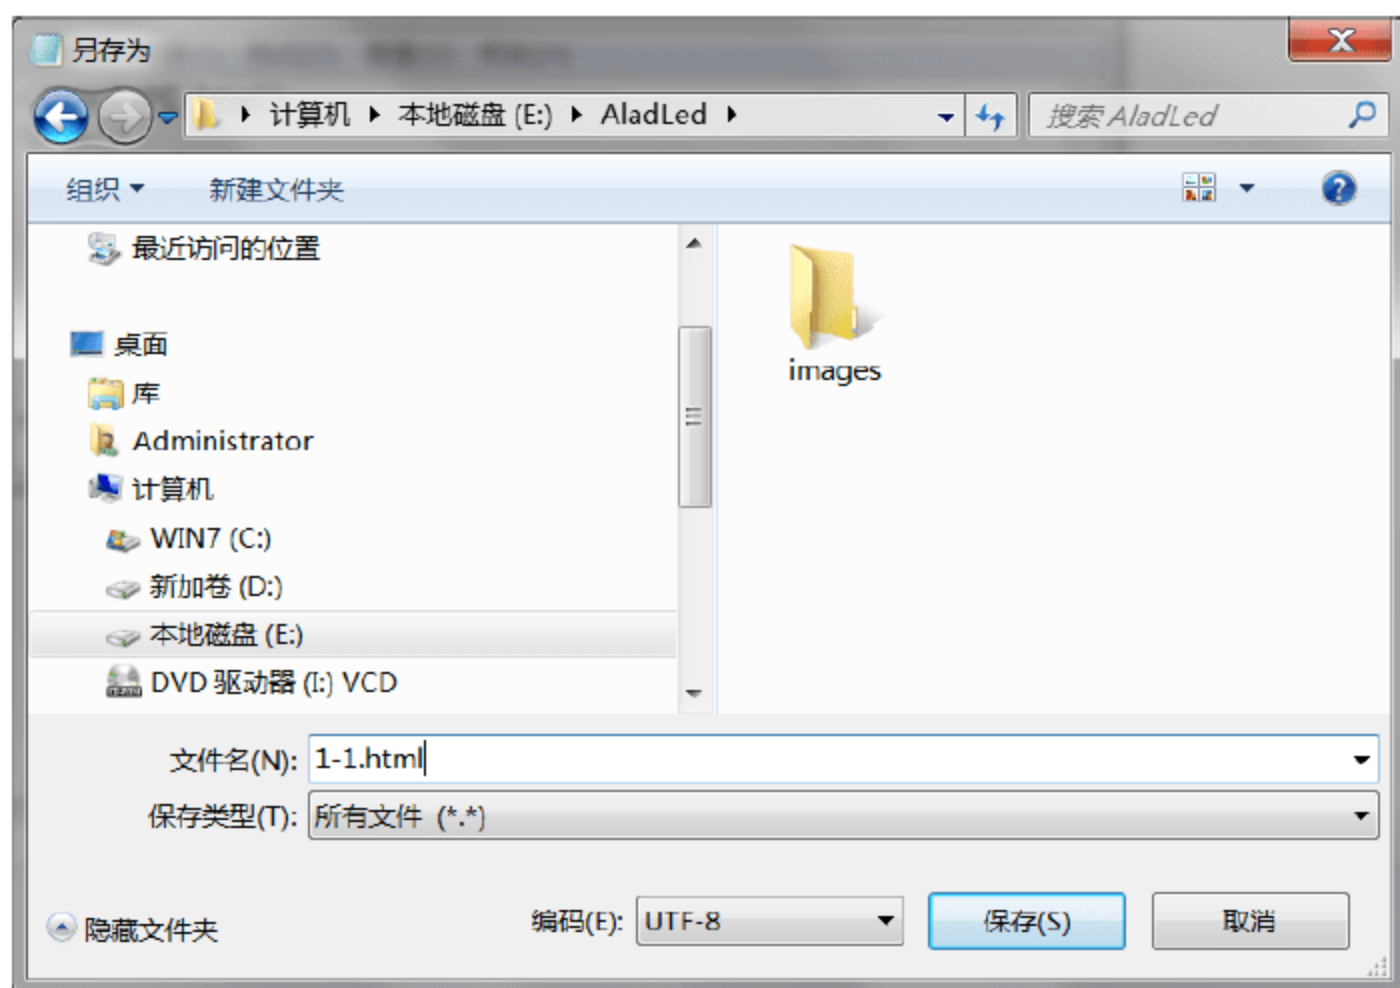 另存为
计算机 本地磁盘 (E:) AladLed
搜索 AladLed
组织 新建文件夹
最近访问的位置
桌面
库
Administrator
计算机
WIN7 (C:)
新加卷 (D:)
本地磁盘 (E:)
DVD 驱动器 (I:) VCD
images
文件名(N): 1-1.html
保存类型(T): 所有文件 (*.*)
隐藏文件夹 编码(E): UTF-8 保存(S) 取消